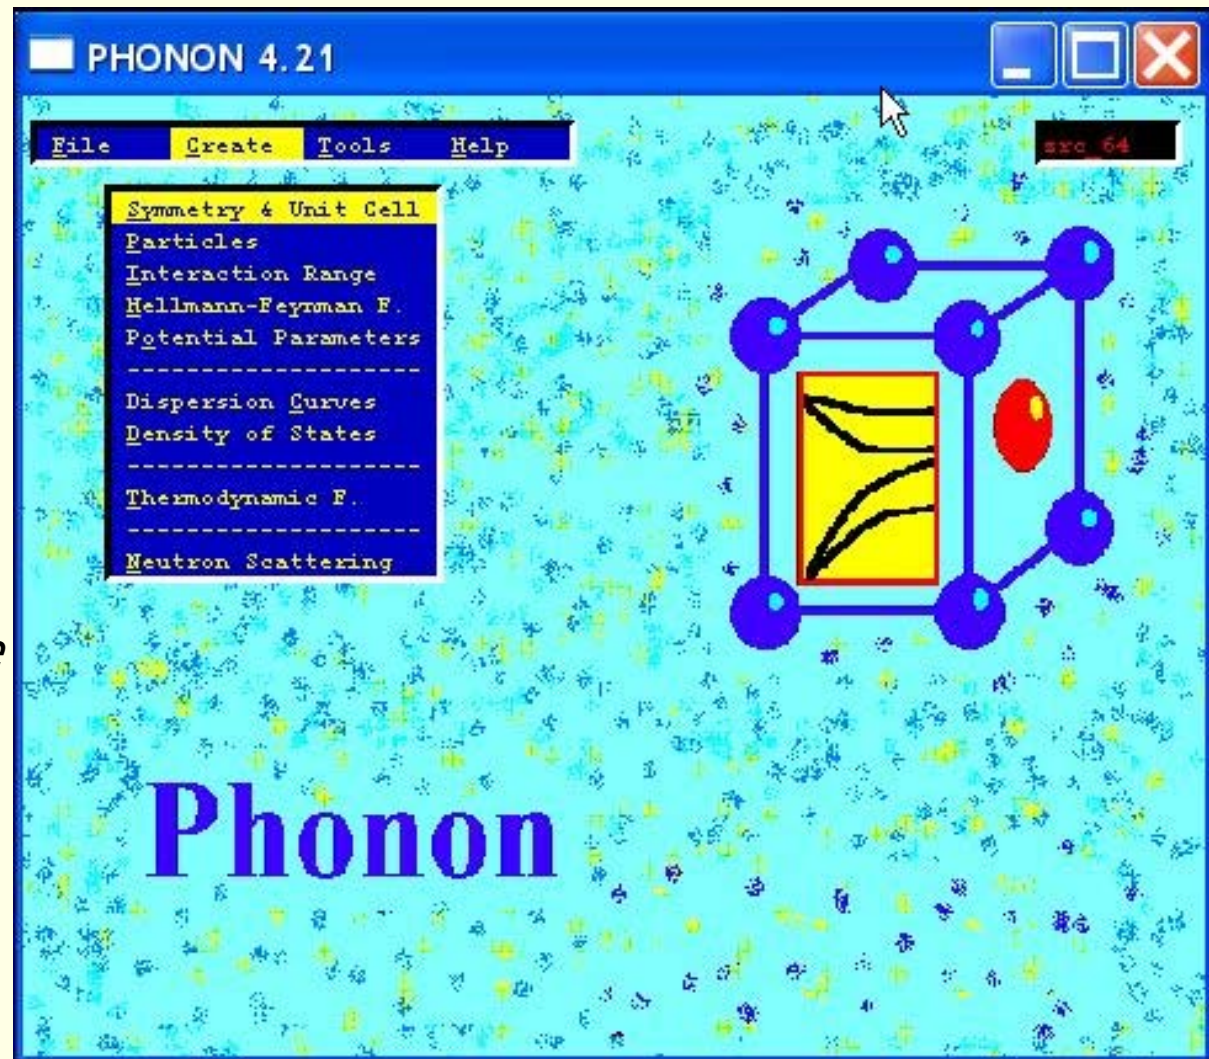 PHONON 4.21
File Create Tools Help
src_64
Symmetry & Unit Cell
Particles
Interaction Range
Hellmann-Feynman F.
Potential Parameters
---------------------
Dispersion Curves
Density of States
---------------------
Thermodynamic F.
---------------------
Neutron Scattering
Phonon